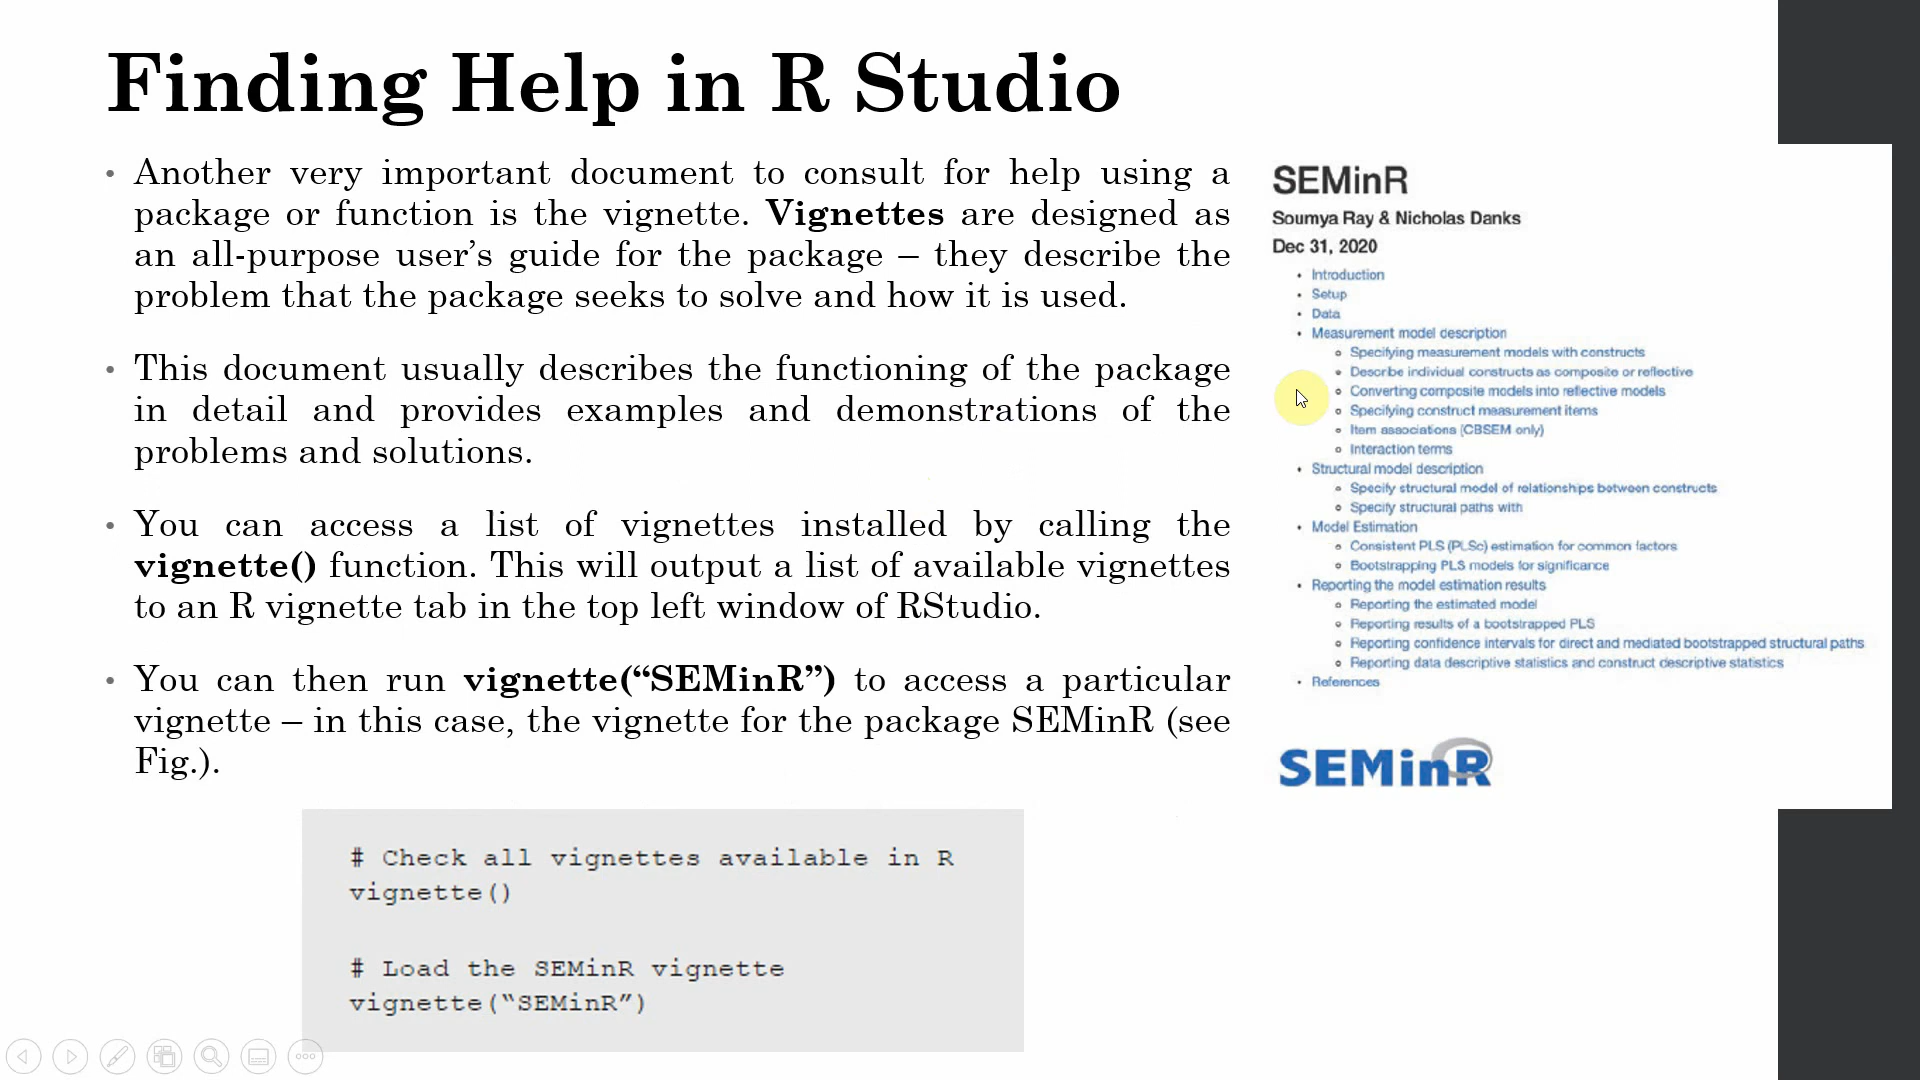 Finding Help in R Studio
• Another very important document to consult for help using a
package or function is the vignette. Vignettes are designed as
an all-purpose user’s guide for the package – they describe the
problem that the package seeks to solve and how it is used.
• This document usually describes the functioning of the package
in detail and provides examples and demonstrations of the
problems and solutions.
• You can access a list of vignettes installed by calling the
vignette() function. This will output a list of available vignettes
to an R vignette tab in the top left window of RStudio.
• You can then run vignette(“SEMinR”) to access a particular
vignette – in this case, the vignette for the package SEMinR (see
Fig.).
# Check all vignettes available in R
vignette()
# Load the SEMinR vignette
vignette(“SEMinR”)
SEMinR
Soumya Ray & Nicholas Danks
Dec 31, 2020
• Introduction
• Setup
• Data
• Measurement model description
∘ Specifying measurement models with constructs
∘ Describe individual constructs as composite or reflective
∘ Converting composite models into reflective models
∘ Specifying construct measurement items
∘ Item associations (CBSEM only)
∘ Interaction terms
• Structural model description
∘ Specify structural model of relationships between constructs
∘ Specify structural paths with
• Model Estimation
∘ Consistent PLS (PLSc) estimation for common factors
∘ Bootstrapping PLS models for significance
• Reporting the model estimation results
∘ Reporting the estimated model
∘ Reporting results of a bootstrapped PLS
∘ Reporting confidence intervals for direct and mediated bootstrapped structural paths
∘ Reporting data descriptive statistics and construct descriptive statistics
• References
SEMinR